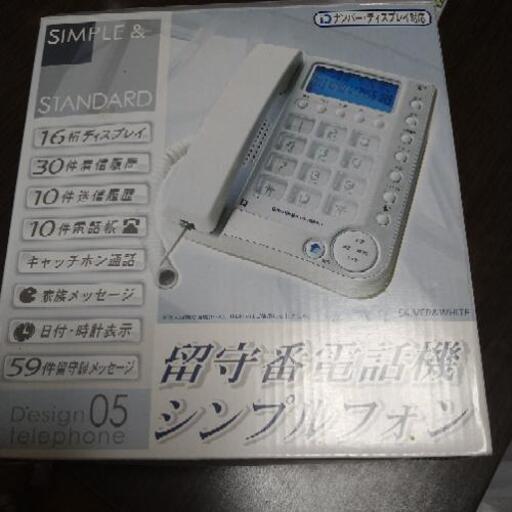 SIMPLE &
STANDARD
ナンバー・ディスプレイ対応
16桁ディスプレイ
30件着信履歴
10件送信履歴
10件電話帳
キャッチホン通話
家族メッセージ
日付・時計表示
59件留守録メッセージ
SILVER&WHITE
留守番電話機
シンプルフォン
Design 05
telephone